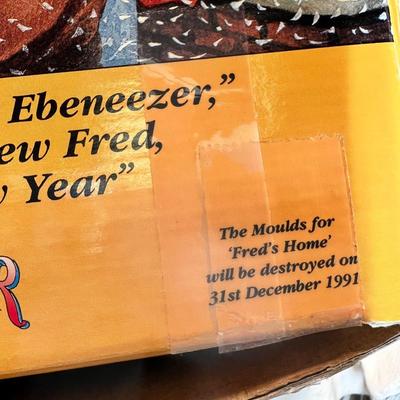 Ebeneezer,”
ew Fred,
Year”
R
The Moulds for
‘Fred's Home’
will be destroyed on
31st December 1991